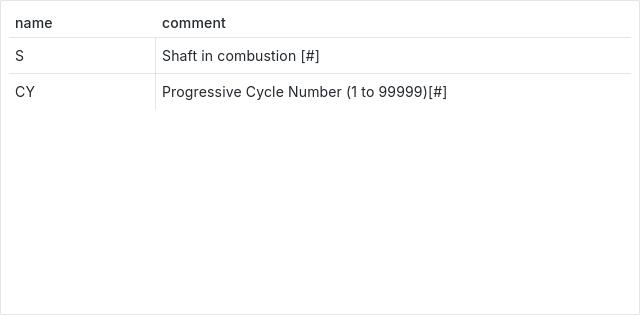 name comment
S Shaft in combustion [#]
CY Progressive Cycle Number (1 to 99999)[#]